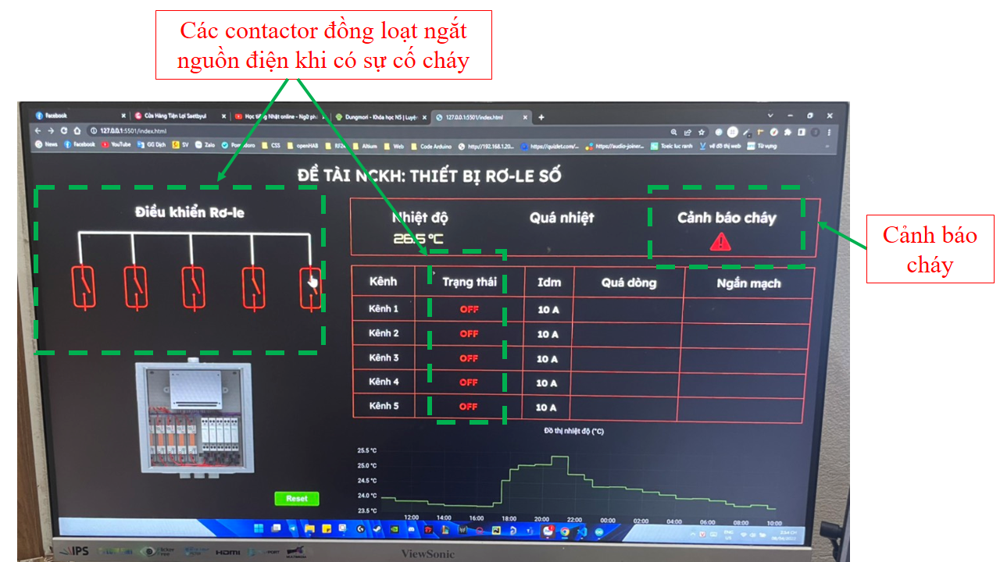 Các contactor đồng loạt ngắt
nguồn điện khi có sự cố cháy
Facebook
Cửa Hàng Tiện Lợi Saetbyul
Học tiếng Nhật online - Ngữ phá
Dungmori - Khóa học N5 | Luyện
127.0.0.1:5501/index.html
127.0.0.1:5501/index.html
News
Facebook
YouTube
GG Dịch
SV
Zalo
Pomodoro
CSS
openHAB
RF24
Altium
Web
Code Arduino
http://192.168.1.20...
https://quizlet.com/...
https://audio-joiner...
Toeic luc ranh
vẽ đồ thị web
Từ vựng
ĐỀ TÀI NCKH: THIẾT BỊ RƠ-LE SỐ
Điều khiển Rơ-le
Nhiệt độ Quá nhiệt Cảnh báo cháy
26.5 °C
Cảnh báo
cháy
Kênh Trạng thái Idm Quá dòng Ngắn mạch
Kênh 1 OFF 10 A
Kênh 2 OFF 10 A
Kênh 3 OFF 10 A
Kênh 4 OFF 10 A
Kênh 5 OFF 10 A
Đồ thị nhiệt độ (°C)
25.5 °C
25.0 °C
24.5 °C
24.0 °C
23.5 °C
12:00 14:00 16:00 18:00 20:00 22:00 00:00 02:00 04:00 06:00 08:00 10:00
Reset
ENG
US
IPS
HDMI
ViewSonic